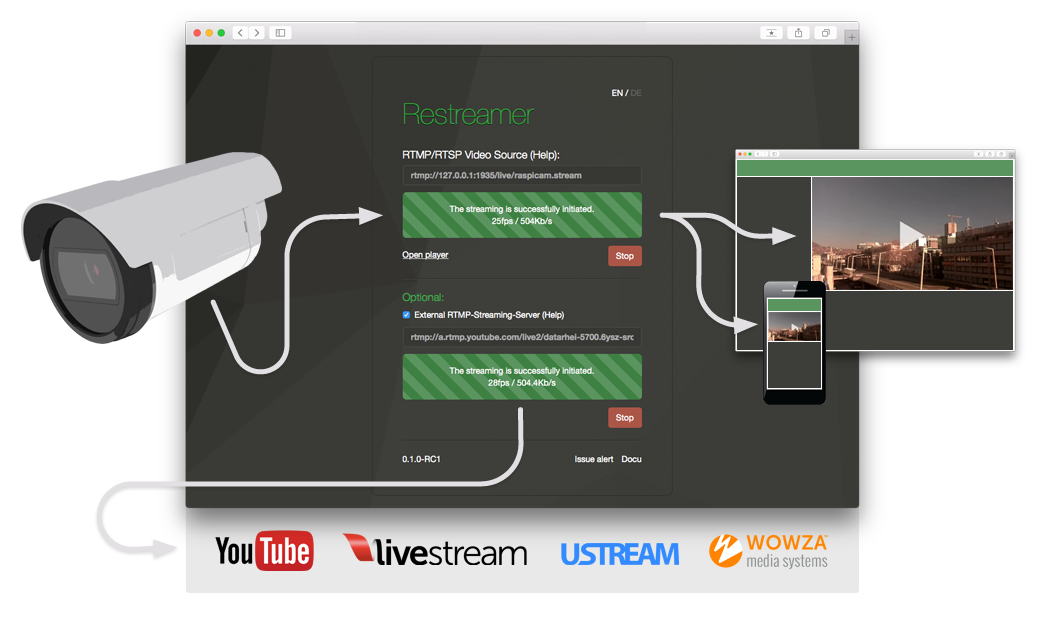 EN / DE
Restreamer
RTMP/RTSP Video Source (Help):
rtmp://127.0.0.1:1935/live/raspicam.stream
The streaming is successfully initiated.
25fps / 504Kb/s
Open player
Stop
Optional:
External RTMP-Streaming-Server (Help)
rtmp://a.rtmp.youtube.com/live2/datarhei-5700.6ysz-src
The streaming is successfully initiated.
28fps / 504.4Kb/s
Stop
0.1.0-RC1
Issue alert Docu
YouTube
livestream
USTREAM
WOWZA
media systems